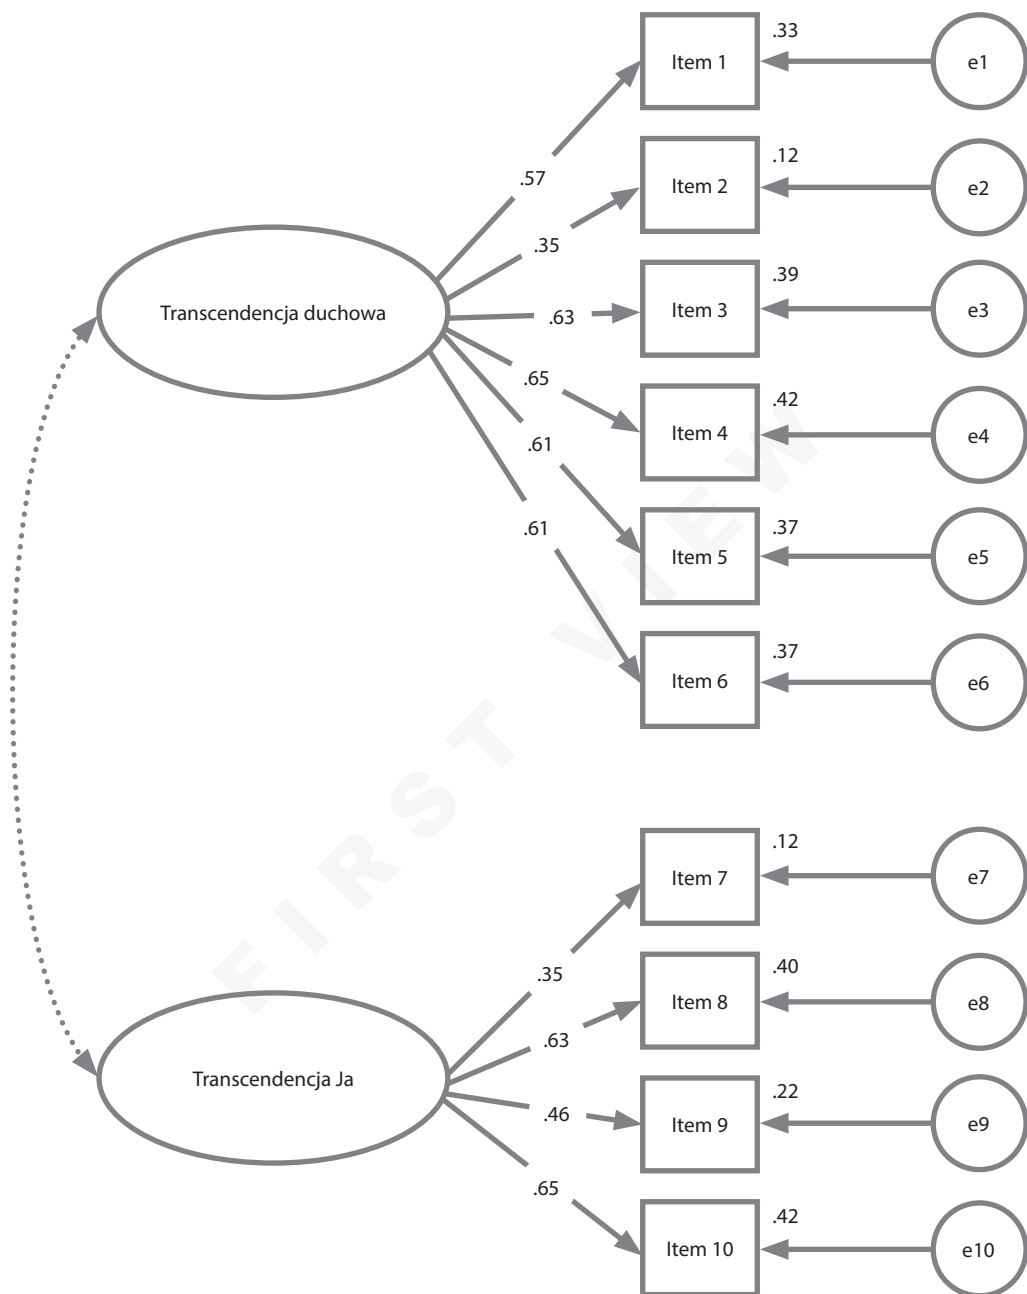 .33
Item 1
e1
.57
.12
Item 2
e2
.35
Transcendencja duchowa
.39
Item 3
e3
.63
.65
.42
Item 4
e4
.61
.37
Item 5
e5
.61
.37
Item 6
e6
FIRST VIEW
.12
Item 7
e7
.35
.40
Item 8
e8
.63
Transcendencja Ja
.22
Item 9
e9
.46
.65
.42
Item 10
e10